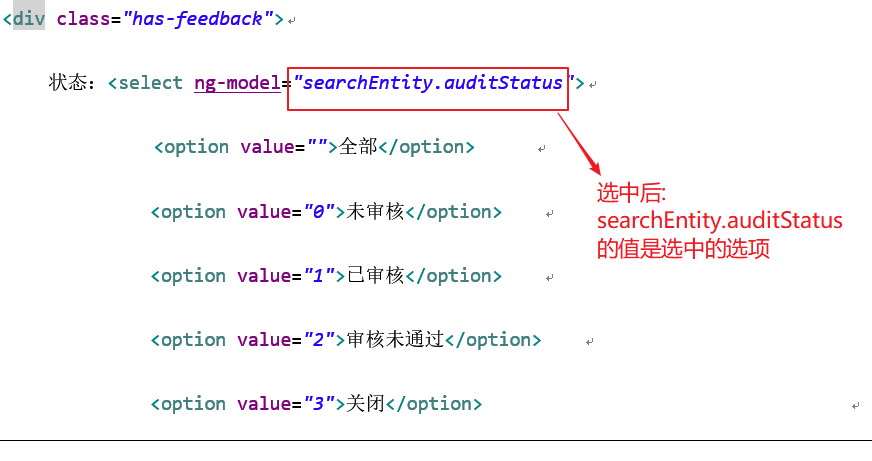 <div class="has-feedback">
状态：<select ng-model="searchEntity.auditStatus">
<option value="">全部</option>
<option value="0">未审核</option>
<option value="1">已审核</option>
<option value="2">审核未通过</option>
<option value="3">关闭</option>
选中后:
searchEntity.auditStatus
的值是选中的选项